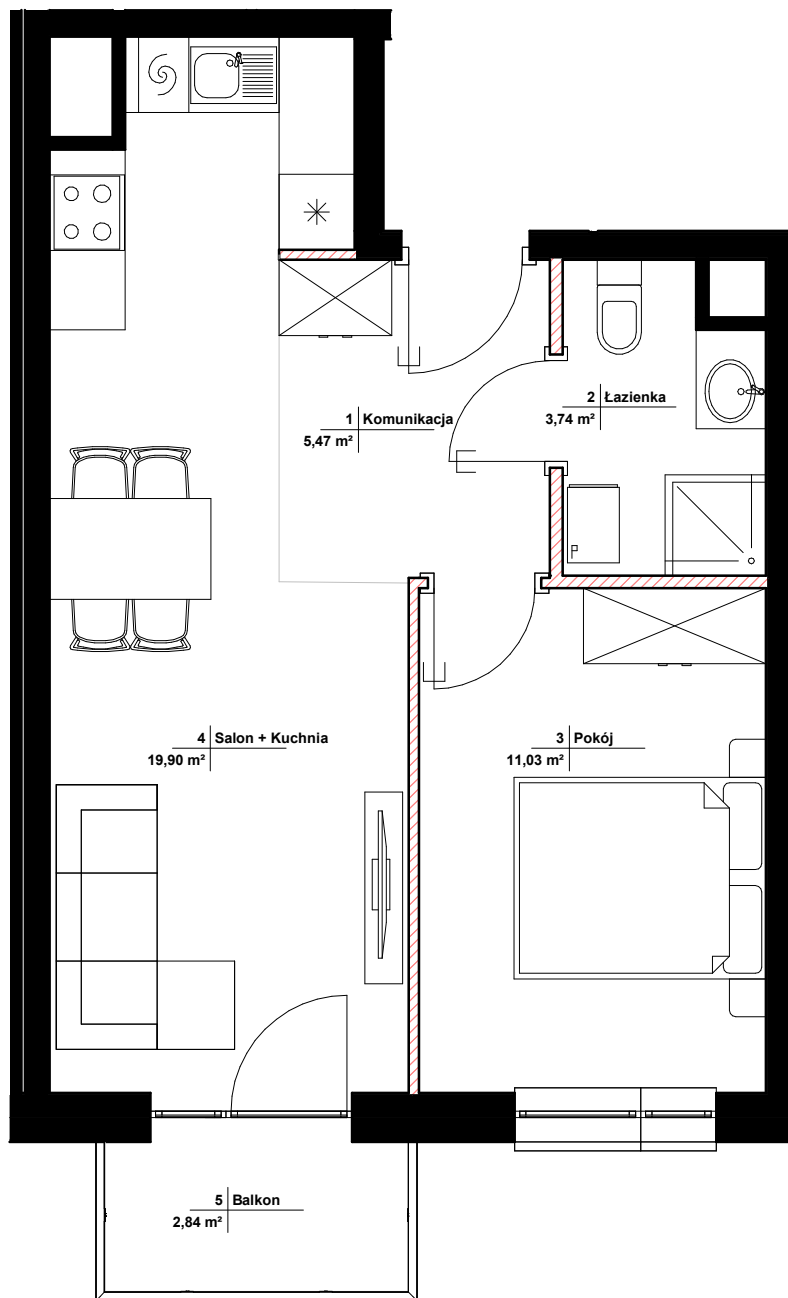 1 Komunikacja
5,47 m²
2 Łazienka
3,74 m²
P
4 Salon + Kuchnia
19,90 m²
3 Pokój
11,03 m²
5 Balkon
2,84 m²